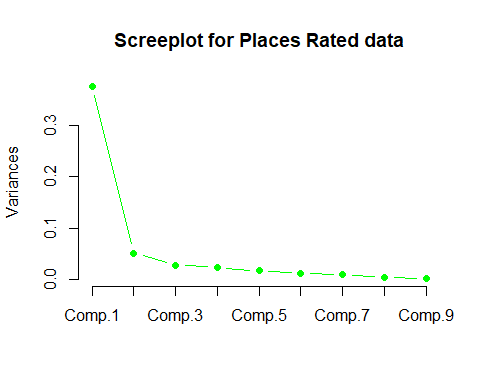 Screeplot for Places Rated data
Variances
0.3
0.2
0.1
0.0
Comp.1 Comp.3 Comp.5 Comp.7 Comp.9